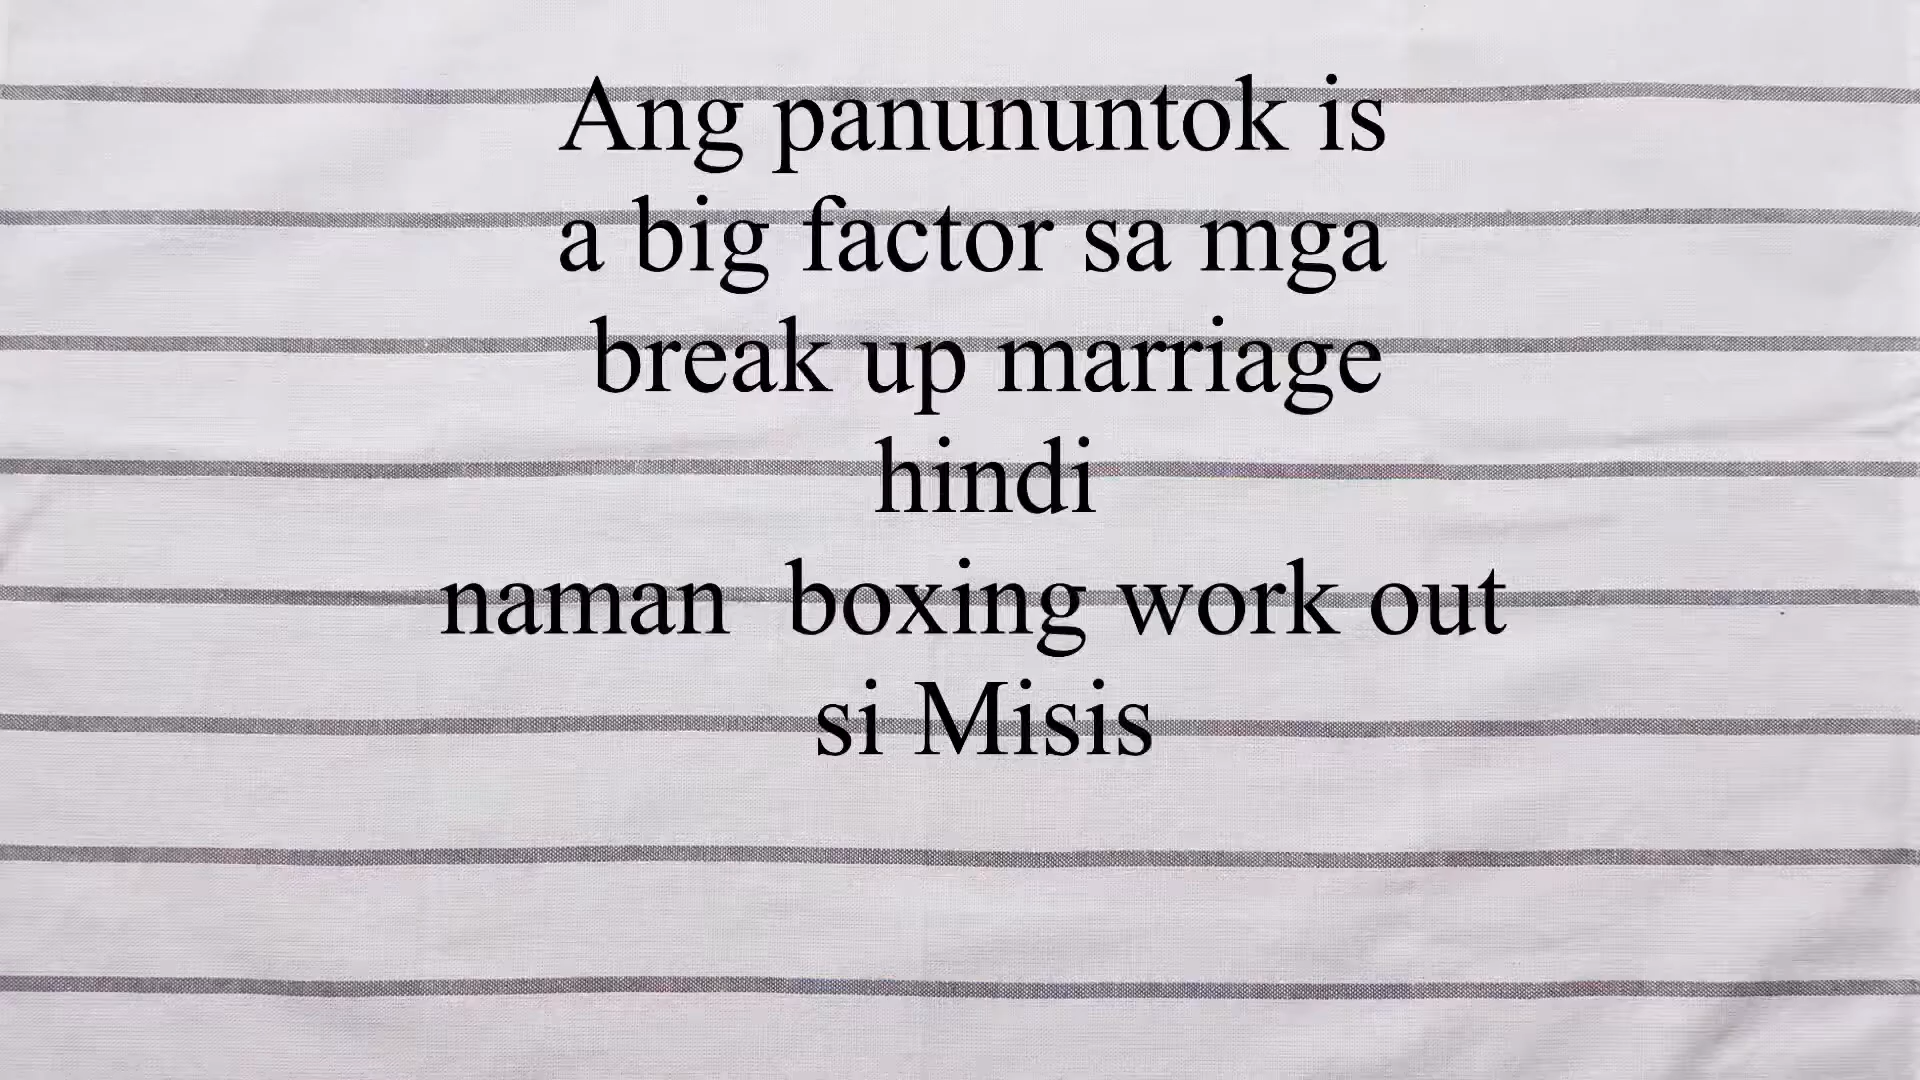 Ang panununtok is
a big factor sa mga
break up marriage
hindi
naman  boxing work out
si Misis